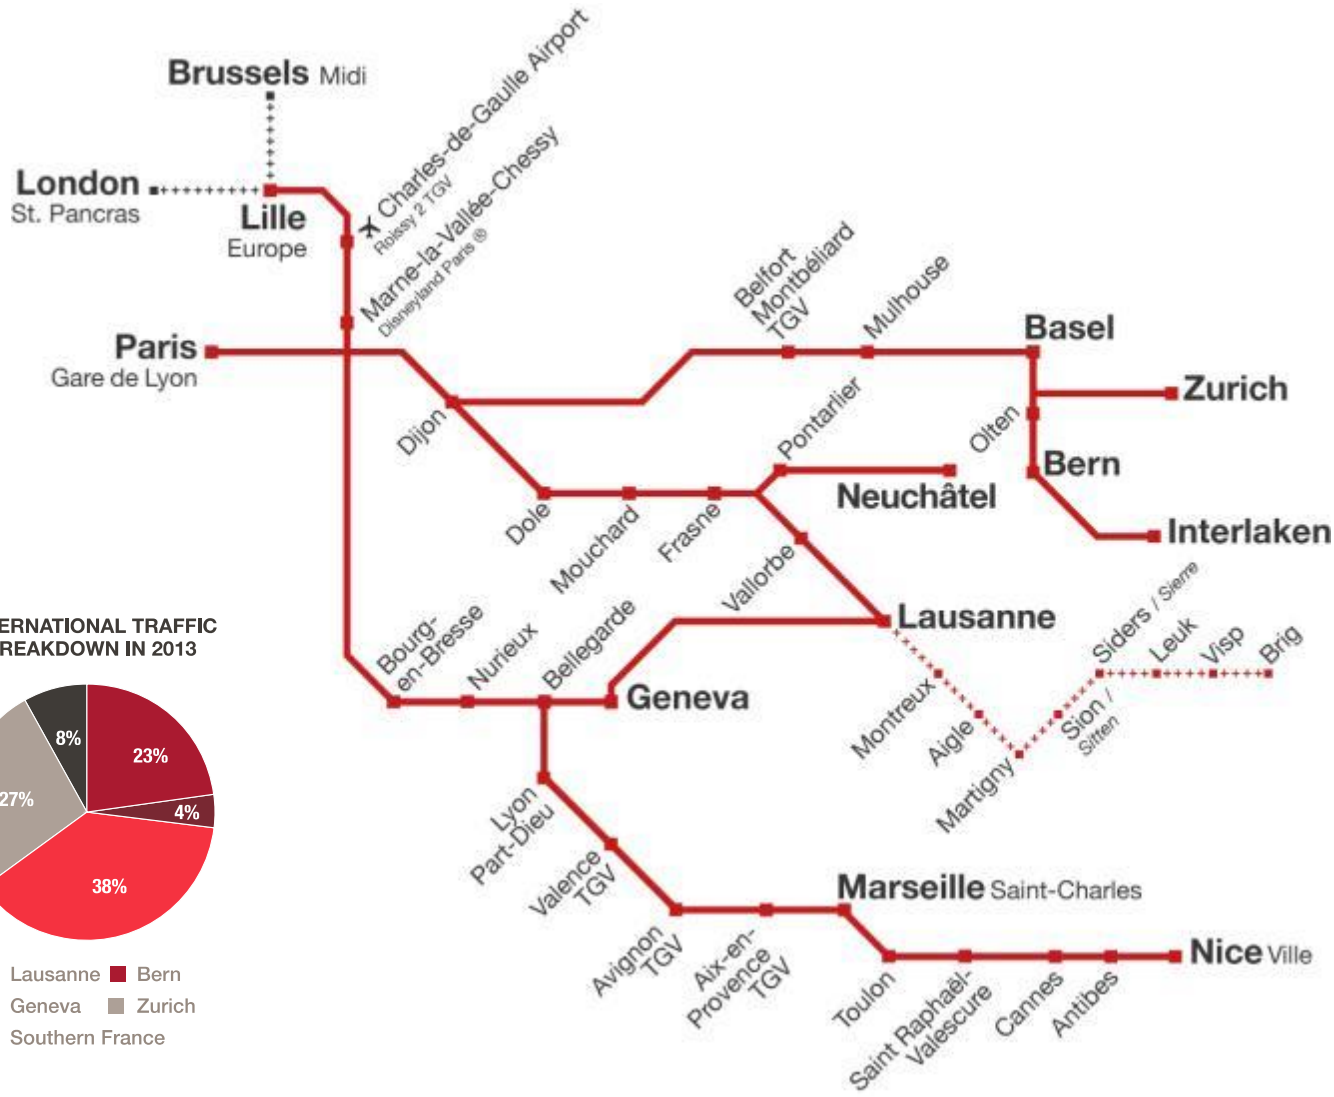 Brussels Midi
London
St. Pancras
Lille
Europe
Charles-de-Gaulle Airport
Roissy 2 TGV
Marne-la-Vallée-Chessy
Disneyland Paris ®
Paris
Gare de Lyon
Dijon
Belfort
Montbéliard
TGV
Mulhouse
Basel
Zurich
Olten
Bern
Interlaken
Pontarlier
Neuchâtel
Dole
Mouchard
Frasne
Vallorbe
Lausanne
Montreux
Aigle
Martigny
Sion /
Sitten
Siders / Sierre
Leuk
Visp
Brig
Bourg-
en-Bresse
Nurieux
Bellegarde
Geneva
Lyon
Part-Dieu
Valence
TGV
Avignon
TGV
Aix-en-
Provence
TGV
Marseille Saint-Charles
Toulon
Saint Raphaël-
Valescure
Cannes
Antibes
Nice Ville
ERNATIONAL TRAFFIC
REAKDOWN IN 2013
8%
23%
27%
4%
38%
Lausanne Bern
Geneva Zurich
Southern France